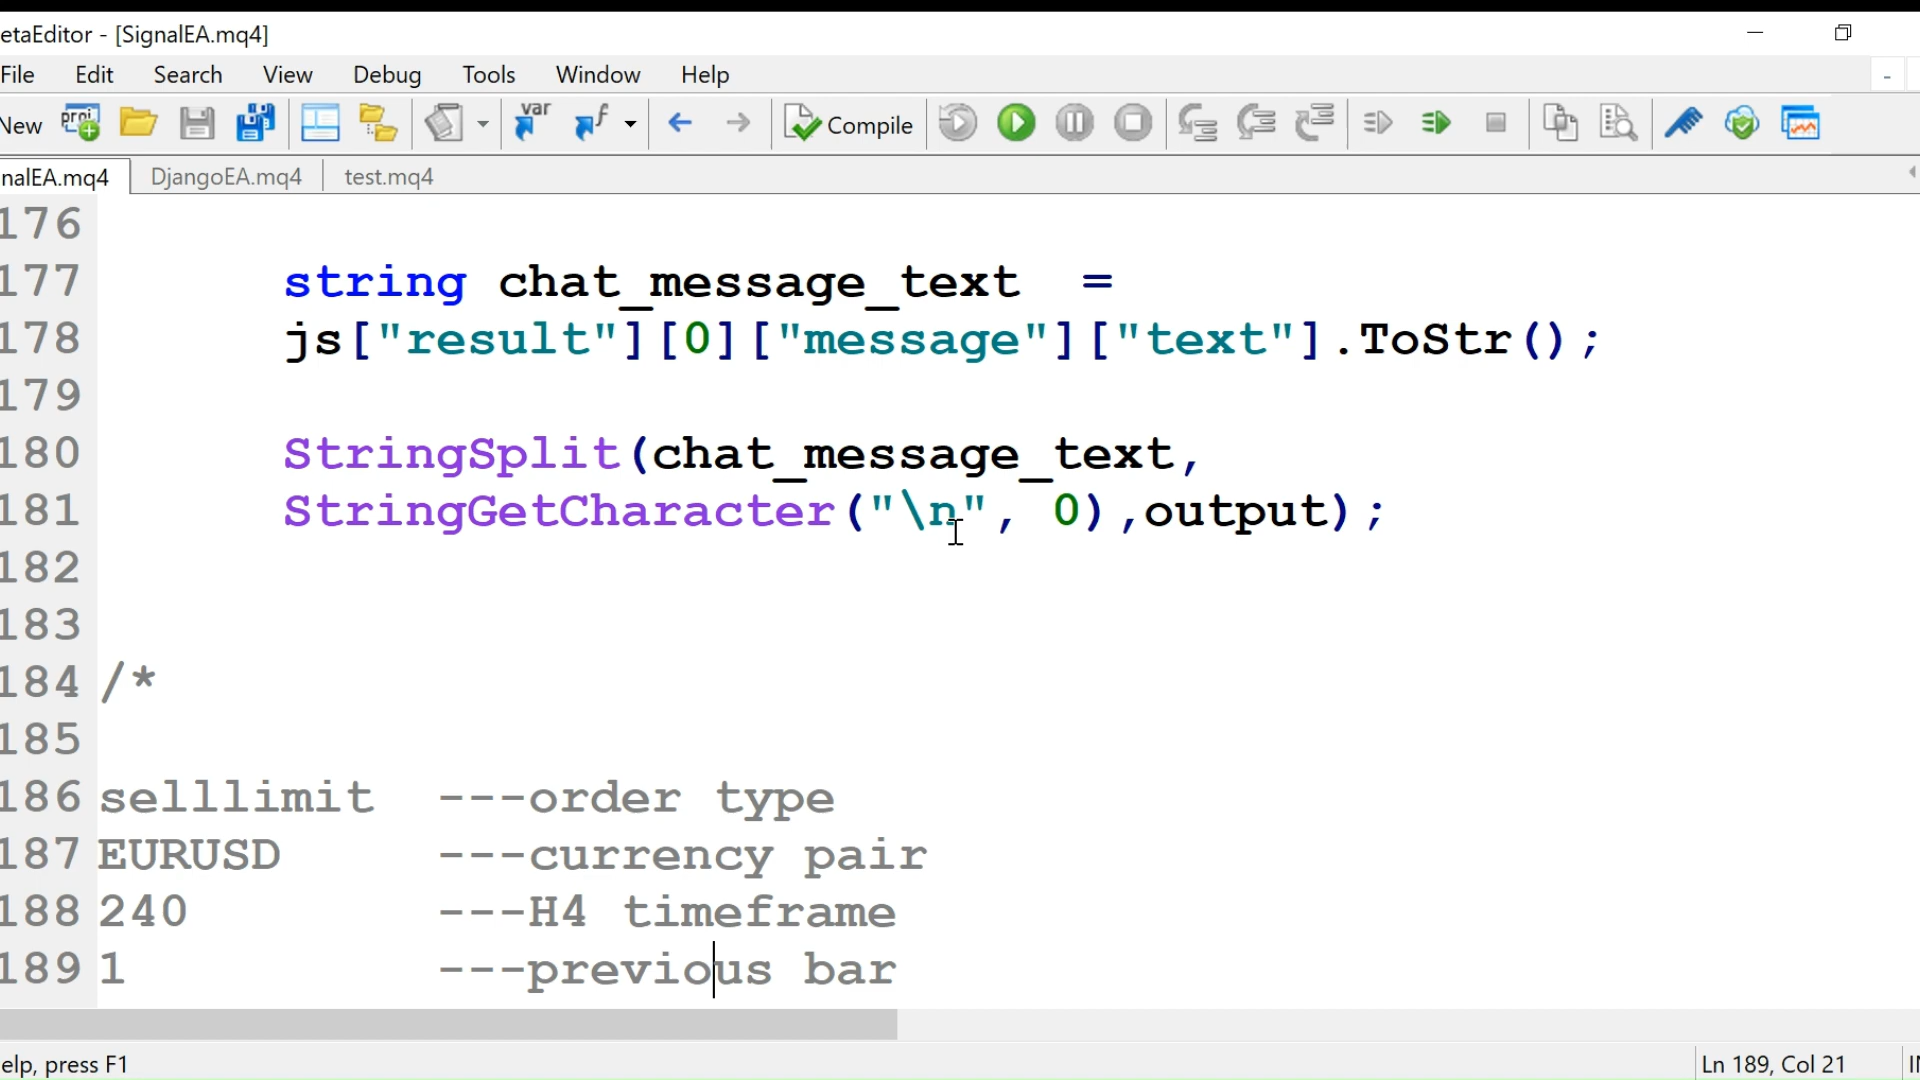 etaEditor - [SignalEA.mq4]
File Edit Search View Debug Tools Window Help
New Compile
nalEA.mq4 DjangoEA.mq4 test.mq4
176
177 string chat_message_text =
178 js["result"][0]["message"]["text"].ToStr();
179
180 StringSplit(chat_message_text,
181 StringGetCharacter("\n", 0),output);
182
183
184 /*
185
186 selllimit ---order type
187 EURUSD ---currency pair
188 240 ---H4 timeframe
189 1 ---previous bar
elp, press F1 Ln 189, Col 21